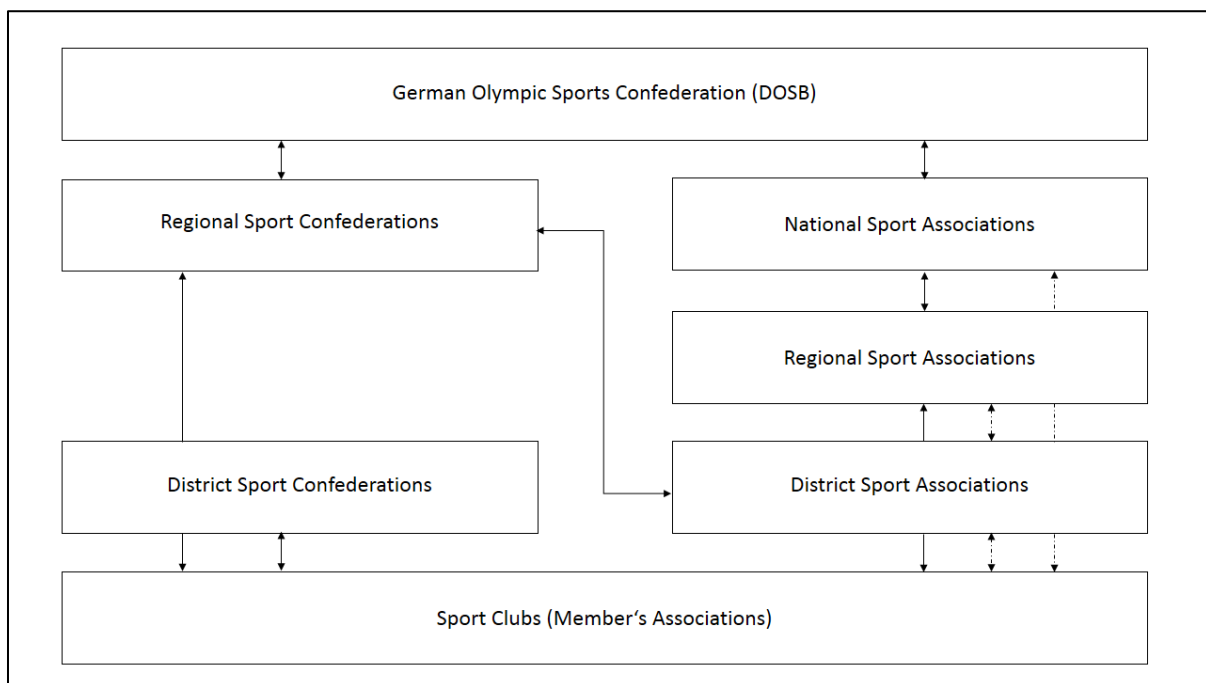 German Olympic Sports Confederation (DOSB)
Regional Sport Confederations
National Sport Associations
Regional Sport Associations
District Sport Confederations
District Sport Associations
Sport Clubs (Member‘s Associations)